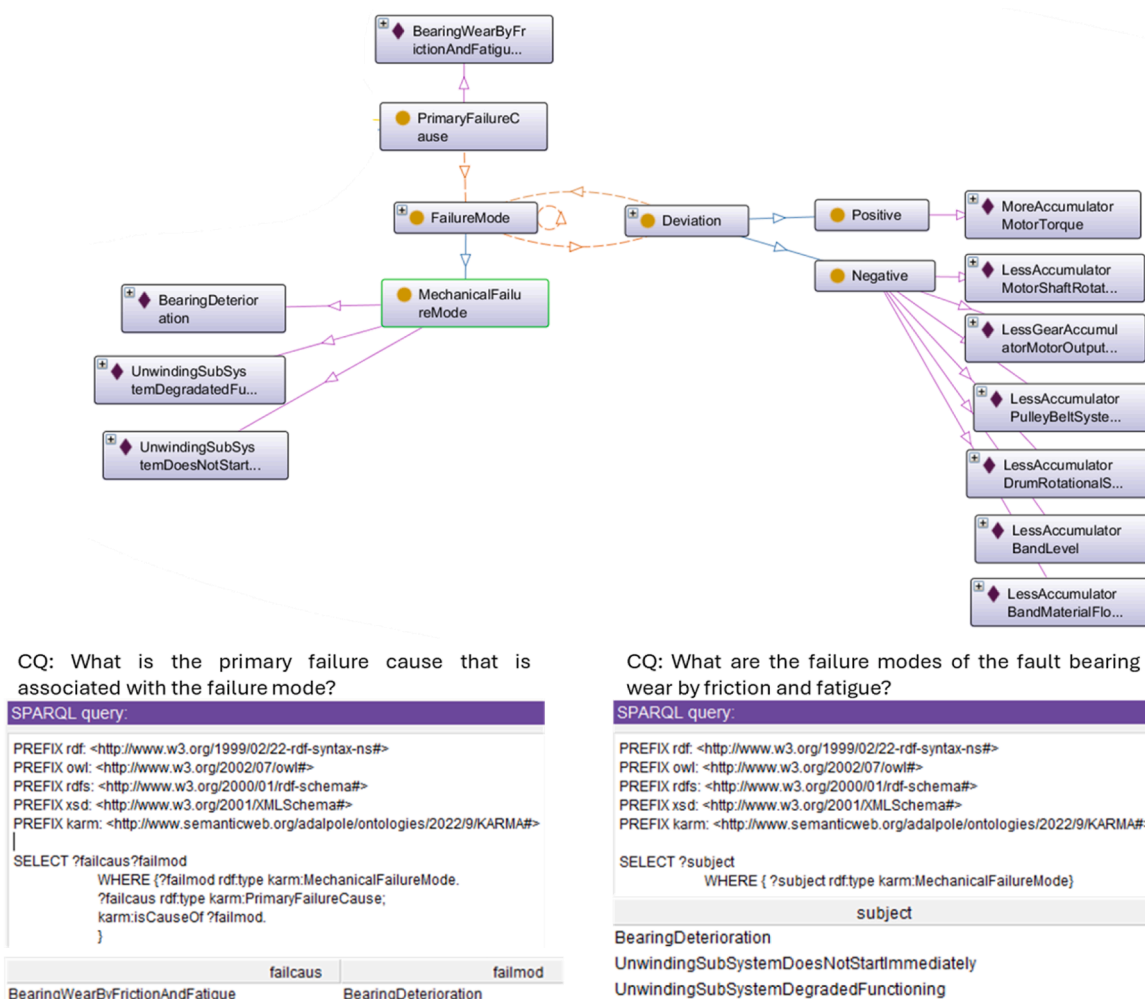 BearingWearByFr
ictionAndFatigu...
PrimaryFailureC
ause
FailureMode
Deviation
Positive
Negative
MoreAccumulator
MotorTorque
LessAccumulator
MotorShaftRotat...
LessGearAccumul
atorMotorOutput...
LessAccumulator
PulleyBeltSyste...
LessAccumulator
DrumRotationalS...
LessAccumulator
BandLevel
LessAccumulator
BandMaterialFlo...
MechanicalFailu
reMode
BearingDeterior
ation
UnwindingSubSys
temDegradatedFu...
UnwindingSubSys
temDoesNotStart...
CQ: What is the primary failure cause that is
associated with the failure mode?
SPARQL query:
PREFIX rdf: <http://www.w3.org/1999/02/22-rdf-syntax-ns#>
PREFIX owl: <http://www.w3.org/2002/07/owl#>
PREFIX rdfs: <http://www.w3.org/2000/01/rdf-schema#>
PREFIX xsd: <http://www.w3.org/2001/XMLSchema#>
PREFIX karm: <http://www.semanticweb.org/adalpole/ontologies/2022/9/KARMA#>
SELECT ?failcaus?failmod
WHERE {?failmod rdf:type karm:MechanicalFailureMode.
?failcaus rdf:type karm:PrimaryFailureCause;
karm:isCauseOf ?failmod.
}
failcaus failmod
BearingWearByFrictionAndFatigue BearingDeterioration
CQ: What are the failure modes of the fault bearing
wear by friction and fatigue?
SPARQL query:
PREFIX rdf: <http://www.w3.org/1999/02/22-rdf-syntax-ns#>
PREFIX owl: <http://www.w3.org/2002/07/owl#>
PREFIX rdfs: <http://www.w3.org/2000/01/rdf-schema#>
PREFIX xsd: <http://www.w3.org/2001/XMLSchema#>
PREFIX karm: <http://www.semanticweb.org/adalpole/ontologies/2022/9/KARMA#>
SELECT ?subject
WHERE { ?subject rdf:type karm:MechanicalFailureMode}
subject
BearingDeterioration
UnwindingSubSystemDoesNotStartImmediately
UnwindingSubSystemDegradedFunctioning